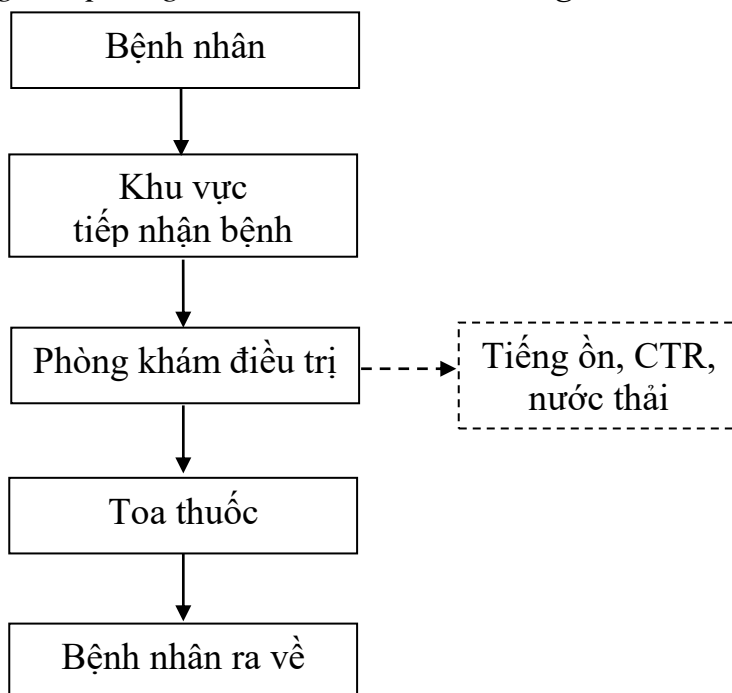 Bệnh nhân
Khu vực
tiếp nhận bệnh
Phòng khám điều trị
Tiếng ồn, CTR,
nước thải
Toa thuốc
Bệnh nhân ra về